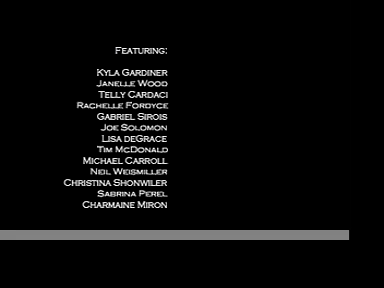 FEATURING:
KYLA GARDINER
JANELLE WOOD
TELLY CARDACI
RACHELLE FORDYCE
GABRIEL SIROIS
JOE SOLOMON
LISA DEGRACE
TIM MCDONALD
MICHAEL CARROLL
NEIL WEISMILLER
CHRISTINA SHONWILER
SABRINA PEREL
CHARMAINE MIRON